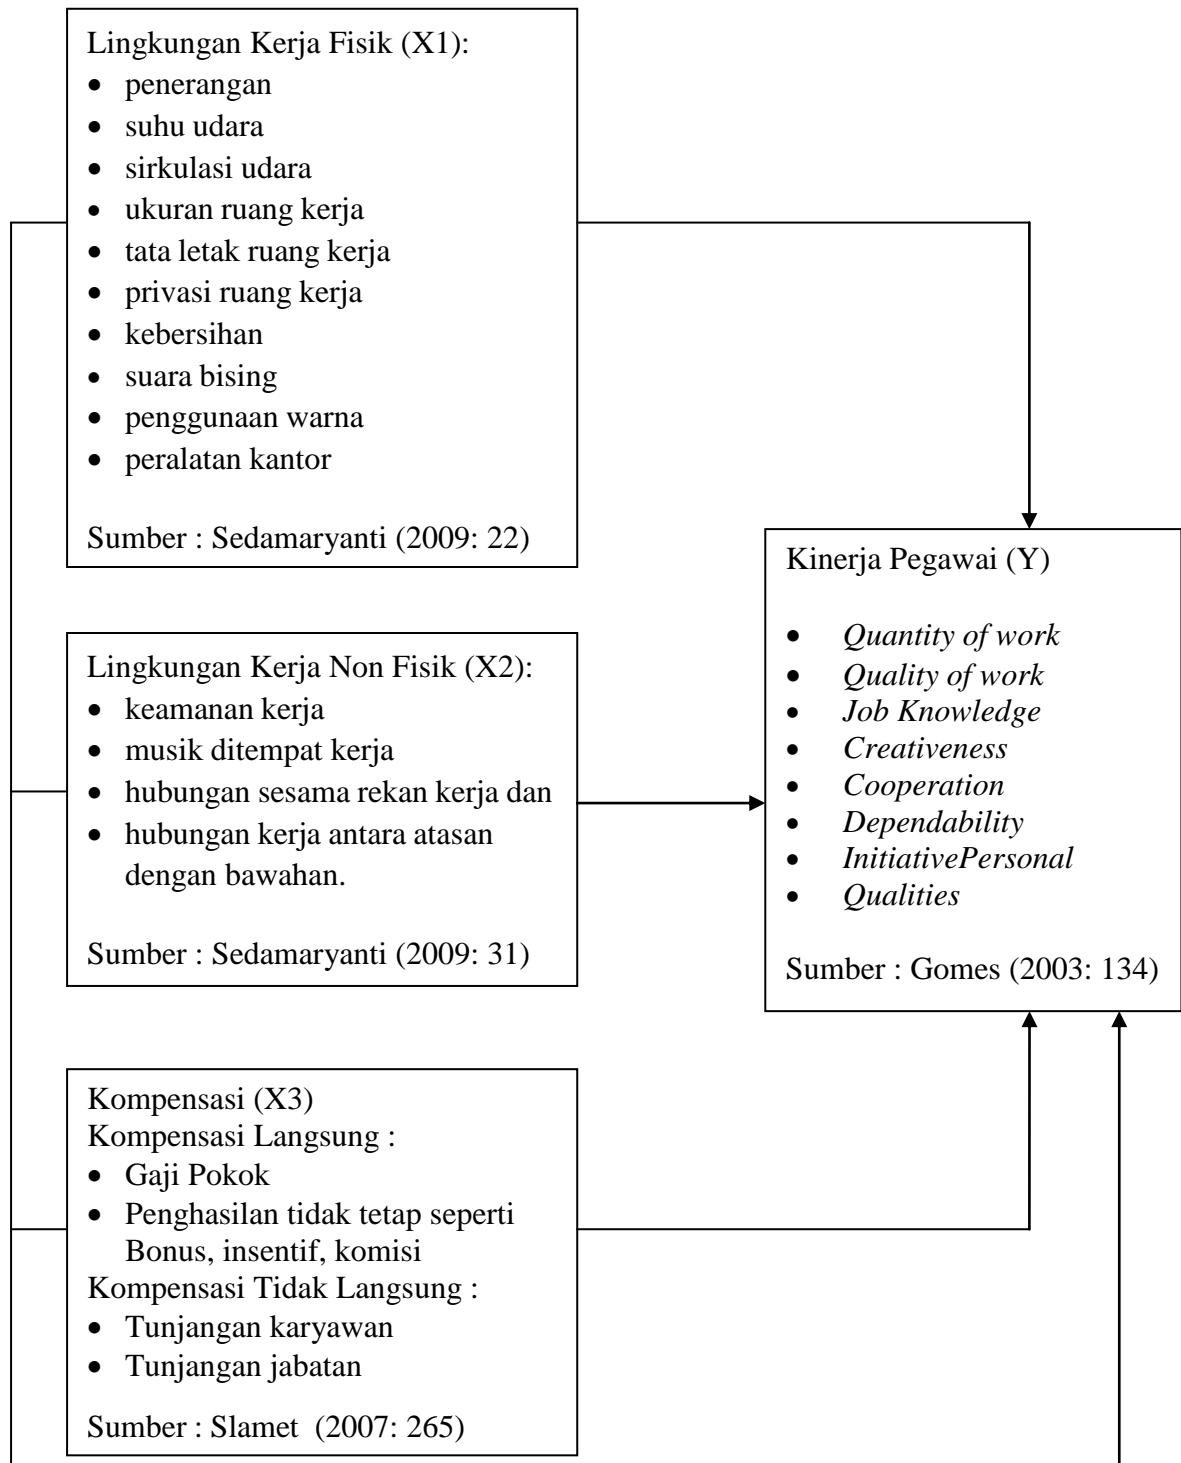 Lingkungan Kerja Fisik (X1):
• penerangan
• suhu udara
• sirkulasi udara
• ukuran ruang kerja
• tata letak ruang kerja
• privasi ruang kerja
• kebersihan
• suara bising
• penggunaan warna
• peralatan kantor
Sumber : Sedamaryanti (2009: 22)
Lingkungan Kerja Non Fisik (X2):
• keamanan kerja
• musik ditempat kerja
• hubungan sesama rekan kerja dan
• hubungan kerja antara atasan
dengan bawahan.
Sumber : Sedamaryanti (2009: 31)
Kompensasi (X3)
Kompensasi Langsung :
• Gaji Pokok
• Penghasilan tidak tetap seperti
Bonus, insentif, komisi
Kompensasi Tidak Langsung :
• Tunjangan karyawan
• Tunjangan jabatan
Sumber : Slamet (2007: 265)
Kinerja Pegawai (Y)
• Quantity of work
• Quality of work
• Job Knowledge
• Creativeness
• Cooperation
• Dependability
• InitiativePersonal
• Qualities
Sumber : Gomes (2003: 134)